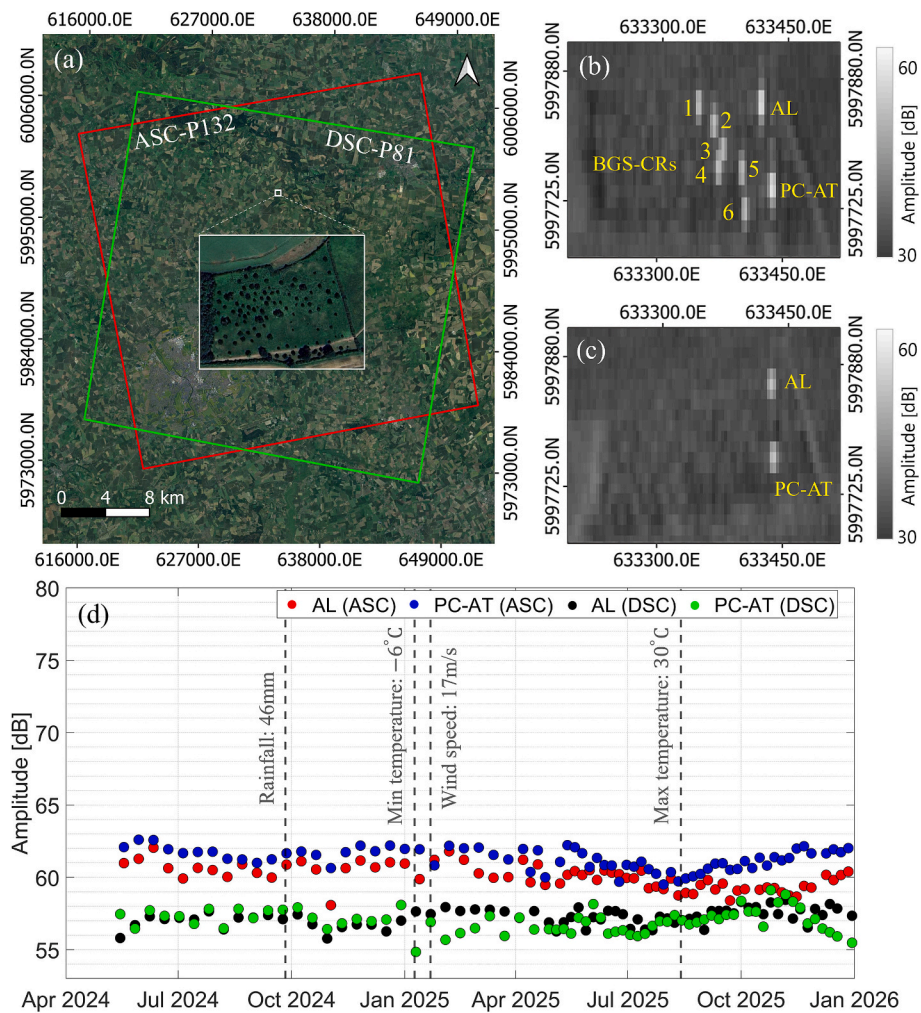 616000.0E 627000.0E 638000.0E 649000.0E
(a)
ASC-P132
DSC-P81
6006000.0N
5995000.0N
5984000.0N
5973000.0N
6006000.0N
5995000.0N
5984000.0N
5973000.0N
0 4 8 km
616000.0E 627000.0E 638000.0E 649000.0E
633300.0E 633450.0E
(b)
1
2
3
4
5
6
AL
BGS-CRs
PC-AT
5997880.0N
5997725.0N
5997880.0N
5997725.0N
633300.0E 633450.0E
60
Amplitude [dB]
30
633300.0E 633450.0E
(c)
AL
PC-AT
5997880.0N
5997725.0N
5997880.0N
5997725.0N
633300.0E 633450.0E
60
Amplitude [dB]
30
(d)
AL (ASC) PC-AT (ASC) AL (DSC) PC-AT (DSC)
Rainfall: 46mm
Min temperature: −6°C
Wind speed: 17m/s
Max temperature: 30°C
Amplitude [dB]
80
75
70
65
60
55
Apr 2024 Jul 2024 Oct 2024 Jan 2025 Apr 2025 Jul 2025 Oct 2025 Jan 2026